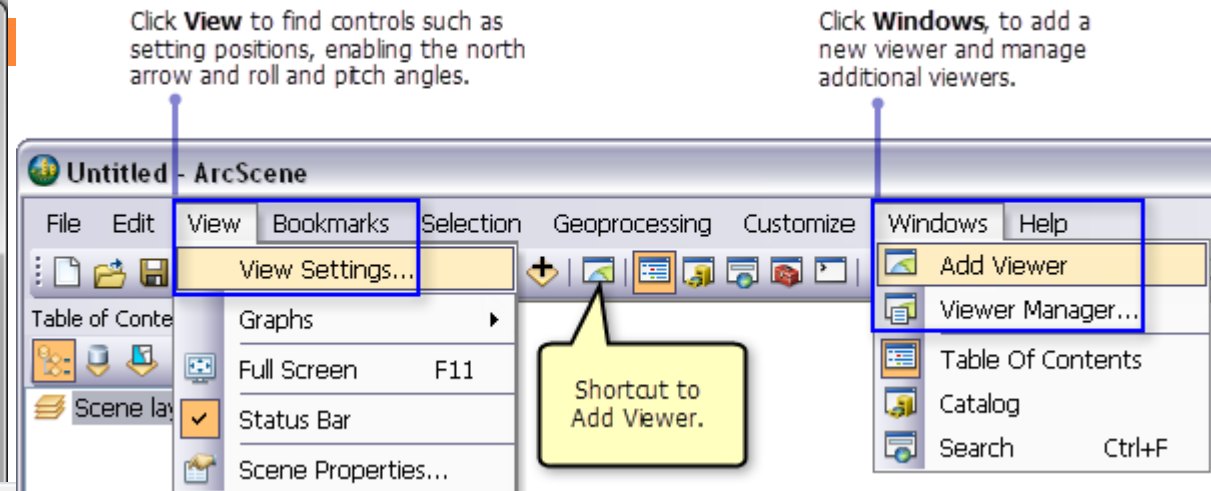 Click View to find controls such as
setting positions, enabling the north
arrow and roll and pitch angles.
Click Windows, to add a
new viewer and manage
additional viewers.
Untitled - ArcScene
File Edit View Bookmarks Selection Geoprocessing Customize Windows Help
View Settings...
Graphs
Full Screen F11
Status Bar
Scene Properties...
Table of Conte
Scene lay
Shortcut to
Add Viewer.
Add Viewer
Viewer Manager...
Table Of Contents
Catalog
Search Ctrl+F